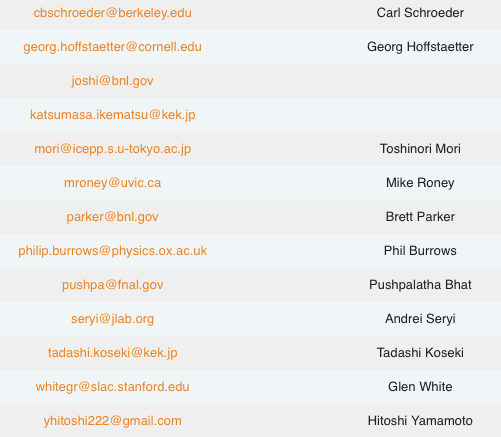 cbschroeder@berkeley.edu Carl Schroeder
georg.hoffstaetter@cornell.edu Georg Hoffstaetter
joshi@bnl.gov
katsumasa.ikematsu@kek.jp
mori@icepp.s.u-tokyo.ac.jp Toshinori Mori
mroney@uvic.ca Mike Roney
parker@bnl.gov Brett Parker
philip.burrows@physics.ox.ac.uk Phil Burrows
pushpa@fnal.gov Pushpalatha Bhat
seryi@jlab.org Andrei Seryi
tadashi.koseki@kek.jp Tadashi Koseki
whitegr@slac.stanford.edu Glen White
yhitoshi222@gmail.com Hitoshi Yamamoto